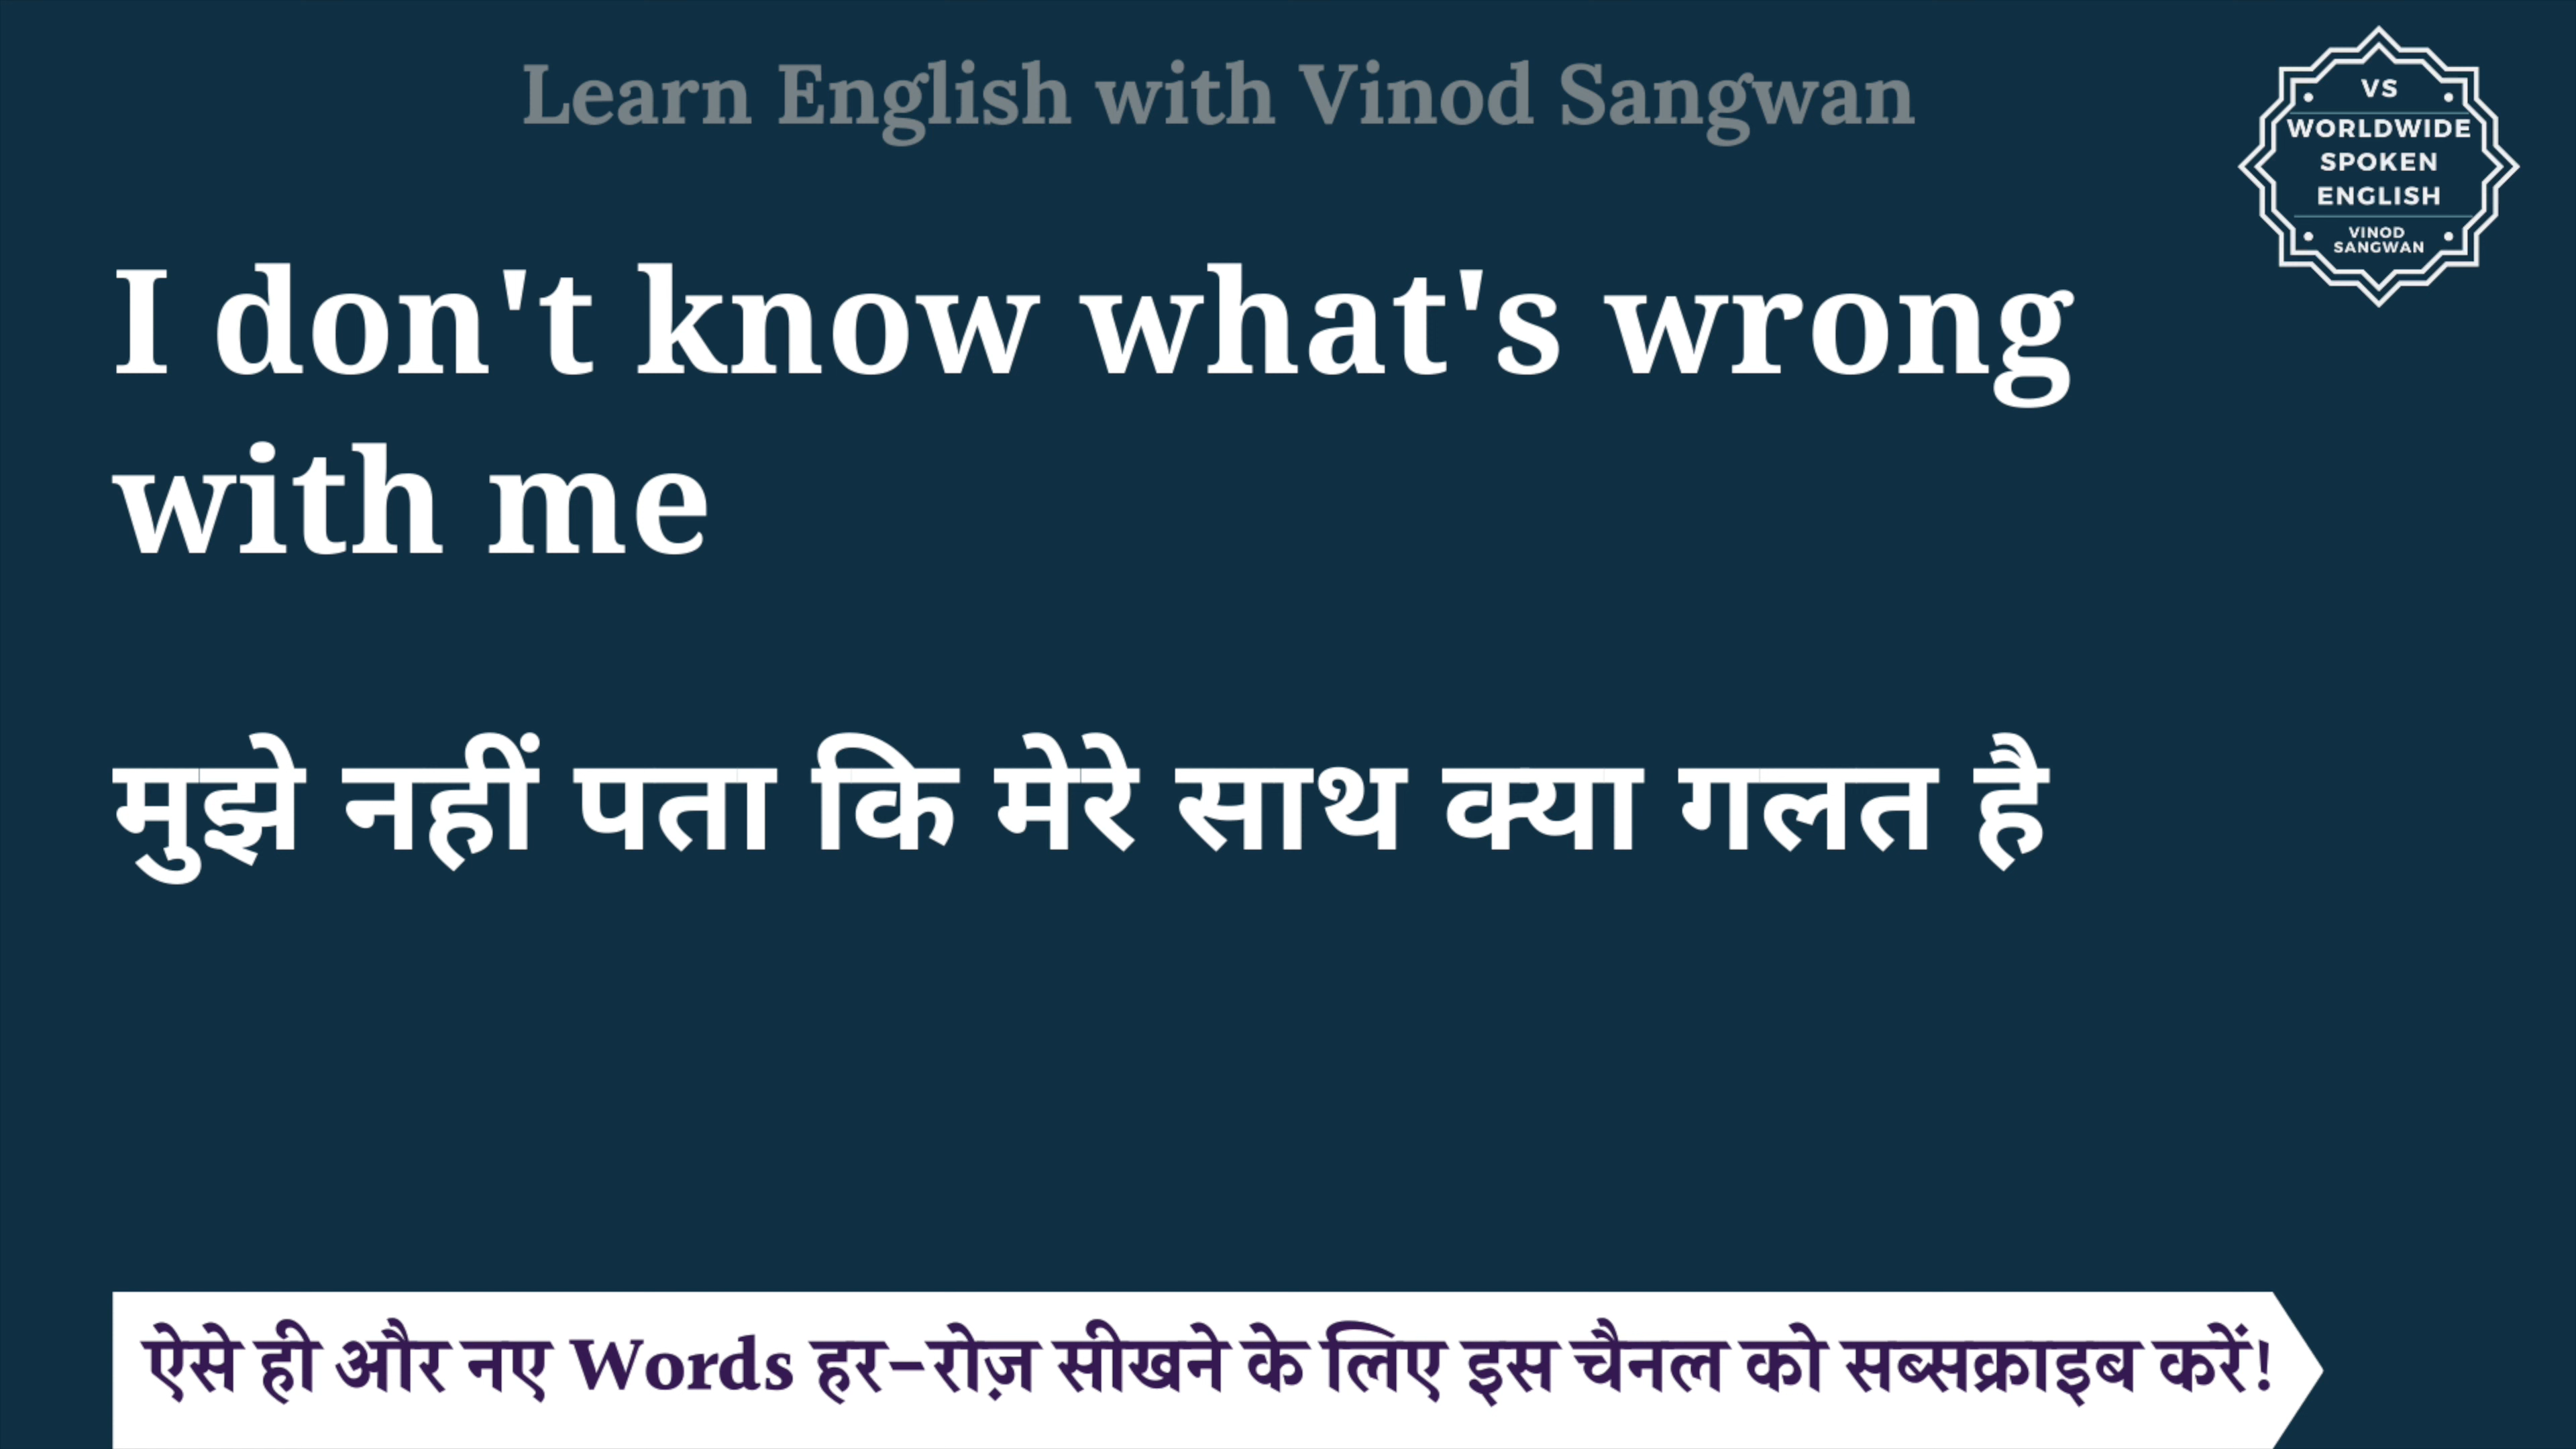 Learn English with Vinod Sangwan
VS
WORLDWIDE
SPOKEN
ENGLISH
VINOD
SANGWAN
I don't know what's wrong
with me
मुझे नहीं पता कि मेरे साथ क्या गलत है
ऐसे ही और नए Words हर-रोज़ सीखने के लिए इस चैनल को सब्सक्राइब करें!